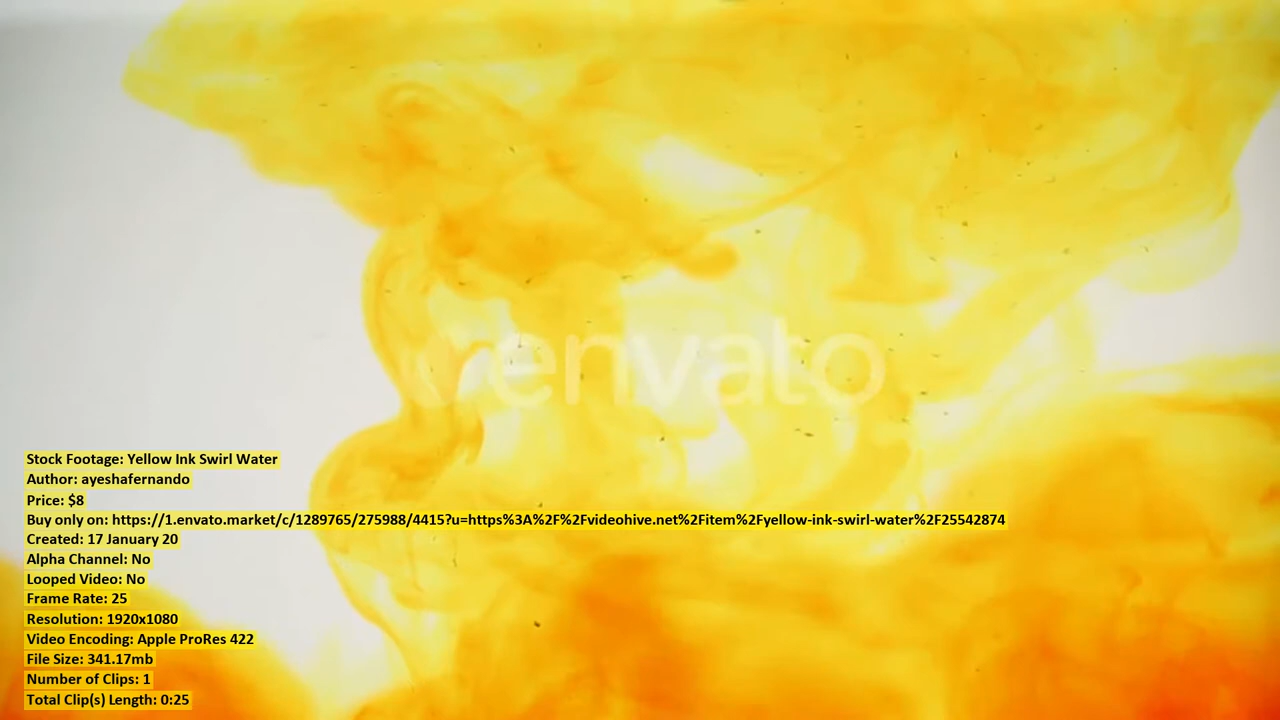 envato
Stock Footage: Yellow Ink Swirl Water
Author: ayeshafernando
Price: $8
Buy only on: https://1.envato.market/c/1289765/275988/4415?u=https%3A%2F%2Fvideohive.net%2Fitem%2Fyellow-ink-swirl-water%2F25542874
Created: 17 January 20
Alpha Channel: No
Looped Video: No
Frame Rate: 25
Resolution: 1920x1080
Video Encoding: Apple ProRes 422
File Size: 341.17mb
Number of Clips: 1
Total Clip(s) Length: 0:25